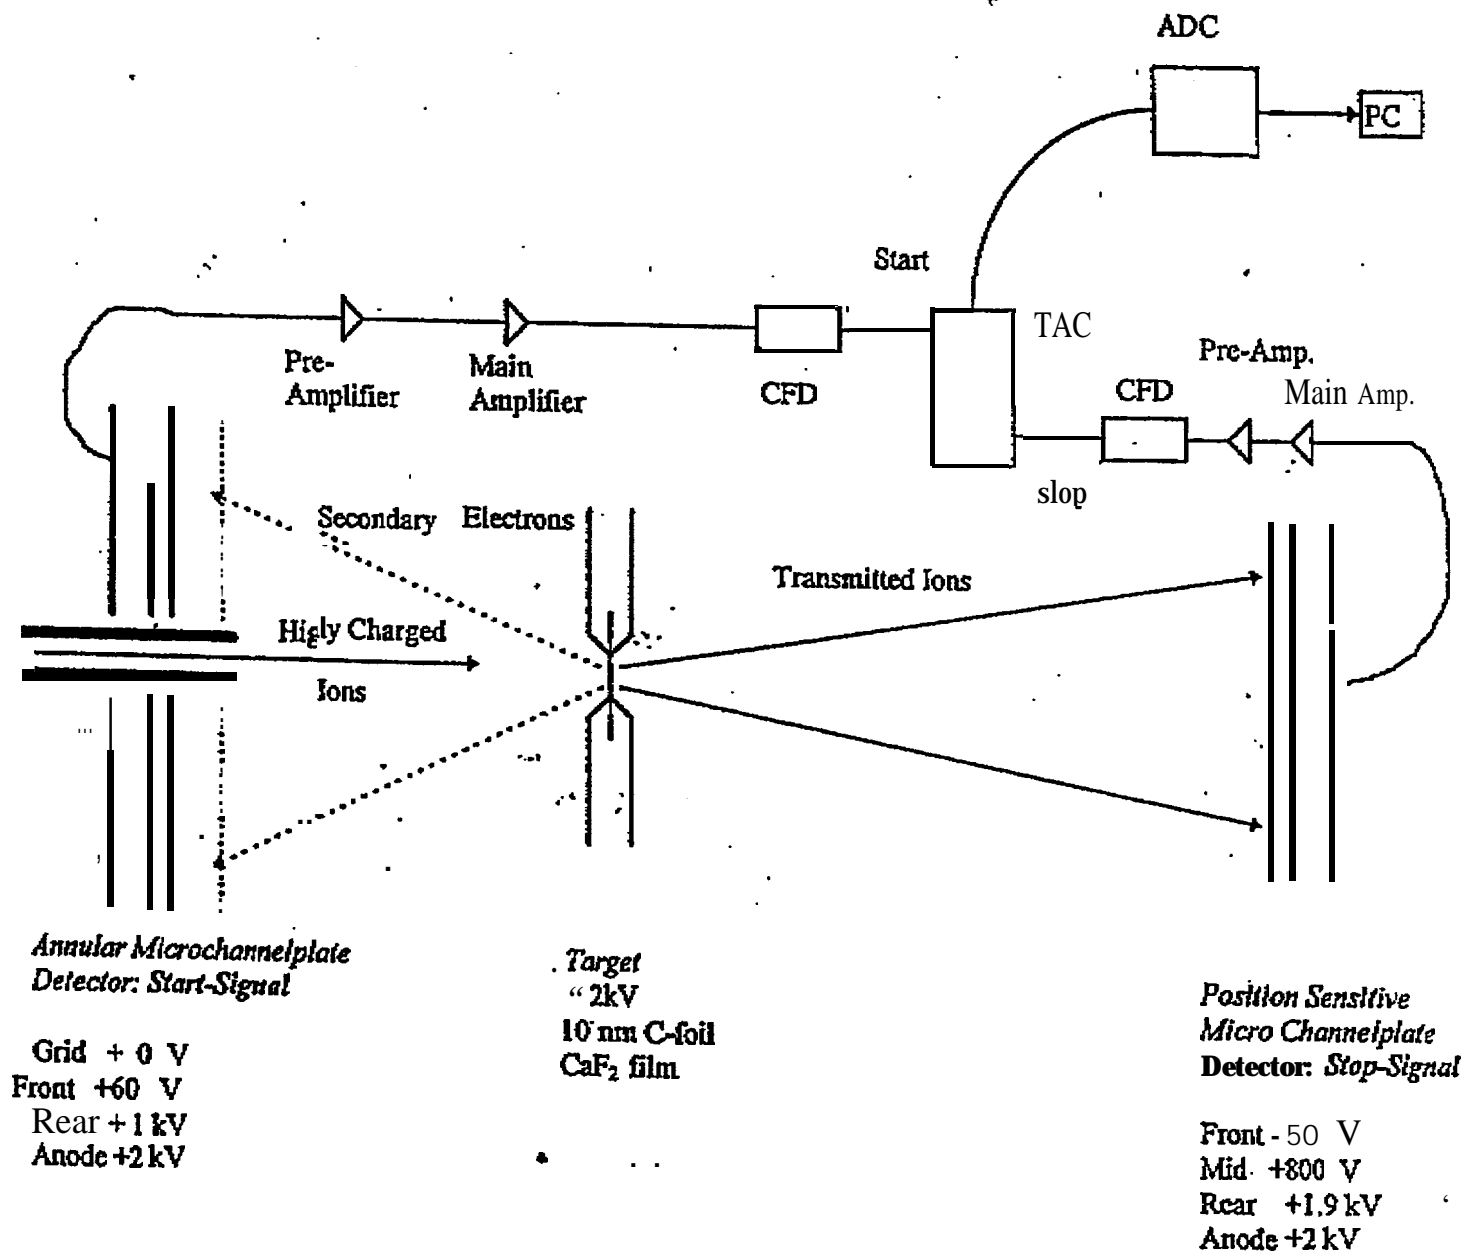 ADC
PC
Start
TAC
Pre-
Amplifier
Main
Amplifier
CFD
Pre-Amp.
CFD
Main Amp.
slop
Secondary Electrons
Transmitted Ions
Higly Charged
Ions
Annular Microchannelplate
Detector: Start-Signal
Grid + 0 V
Front +60 V
Rear + 1 kV
Anode +2 kV
Target
“ 2kV
10 nm C-foil
CaF₂ film
Position Sensitive
Micro Channelplate
Detector: Stop-Signal
Front - 50 V
Mid +800 V
Rear +1.9 kV
Anode +2 kV